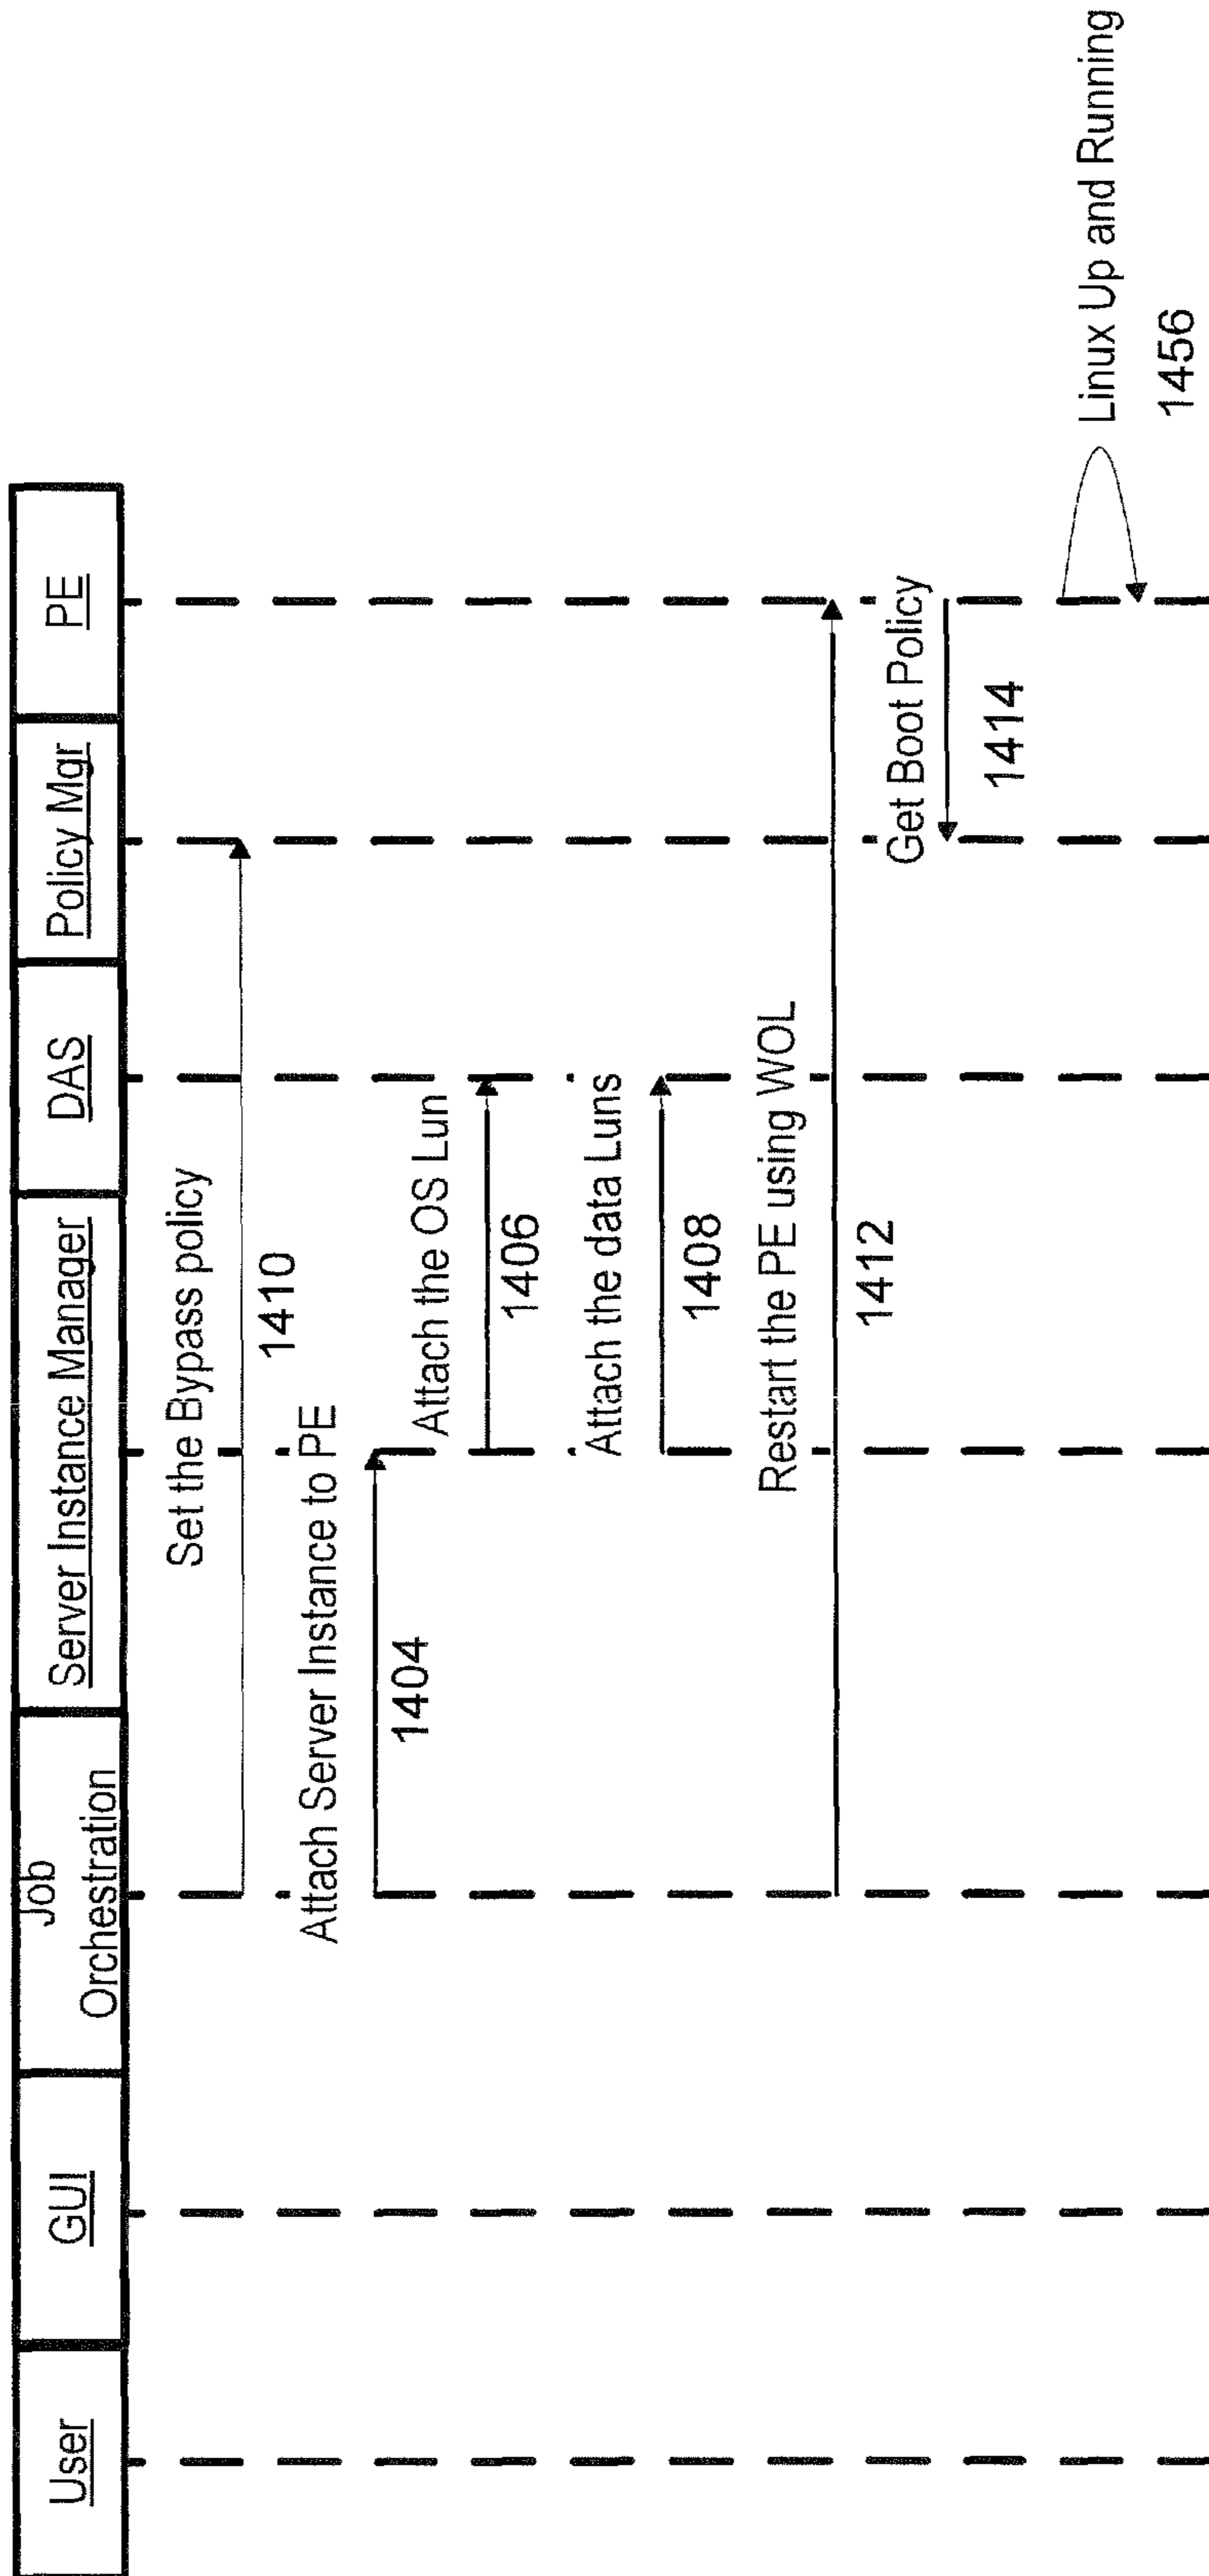 User
GUI
Job
Orchestration
Server Instance Manager
DAS
Policy Mgr
PE
Set the Bypass policy
1410
Attach Server Instance to PE
1404
Attach the OS Lun
1406
Attach the data Luns
1408
Restart the PE using WOL
1412
Get Boot Policy
1414
Linux Up and Running
1456